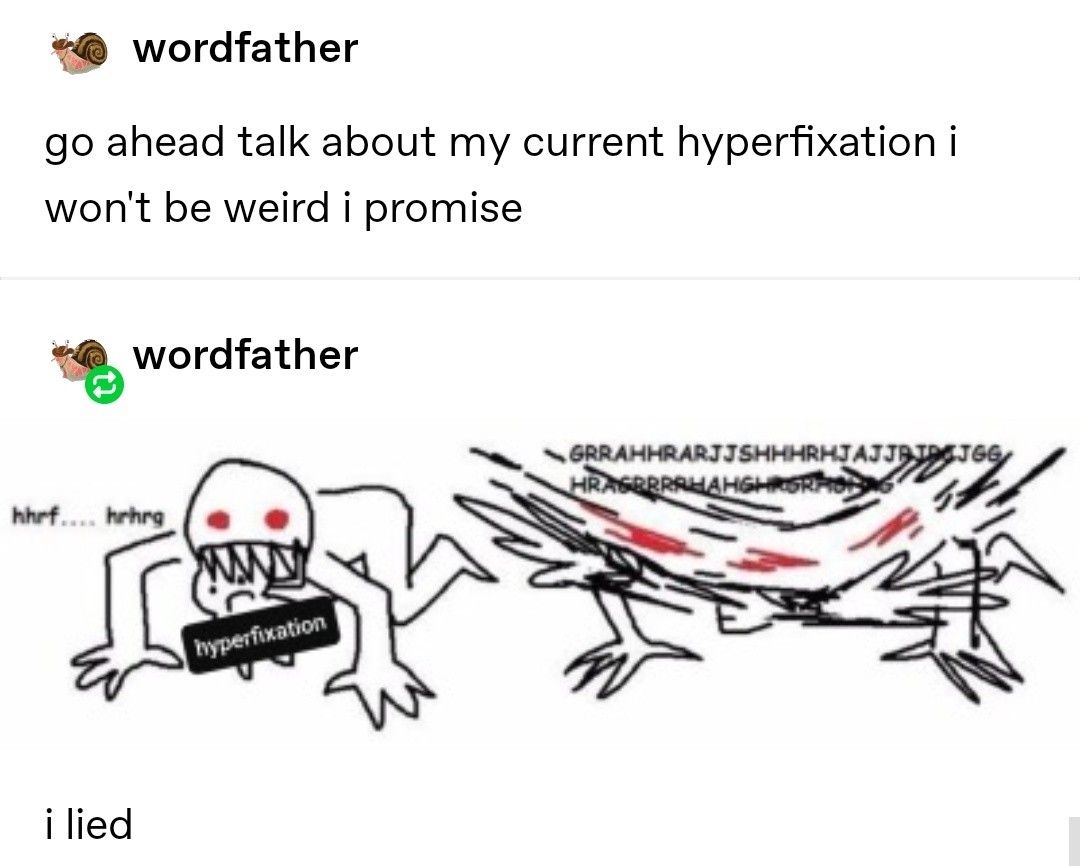 wordfather
go ahead talk about my current hyperfixation i
won't be weird i promise
wordfather
hhrf.... hrhrg
hyperfixation
i lied